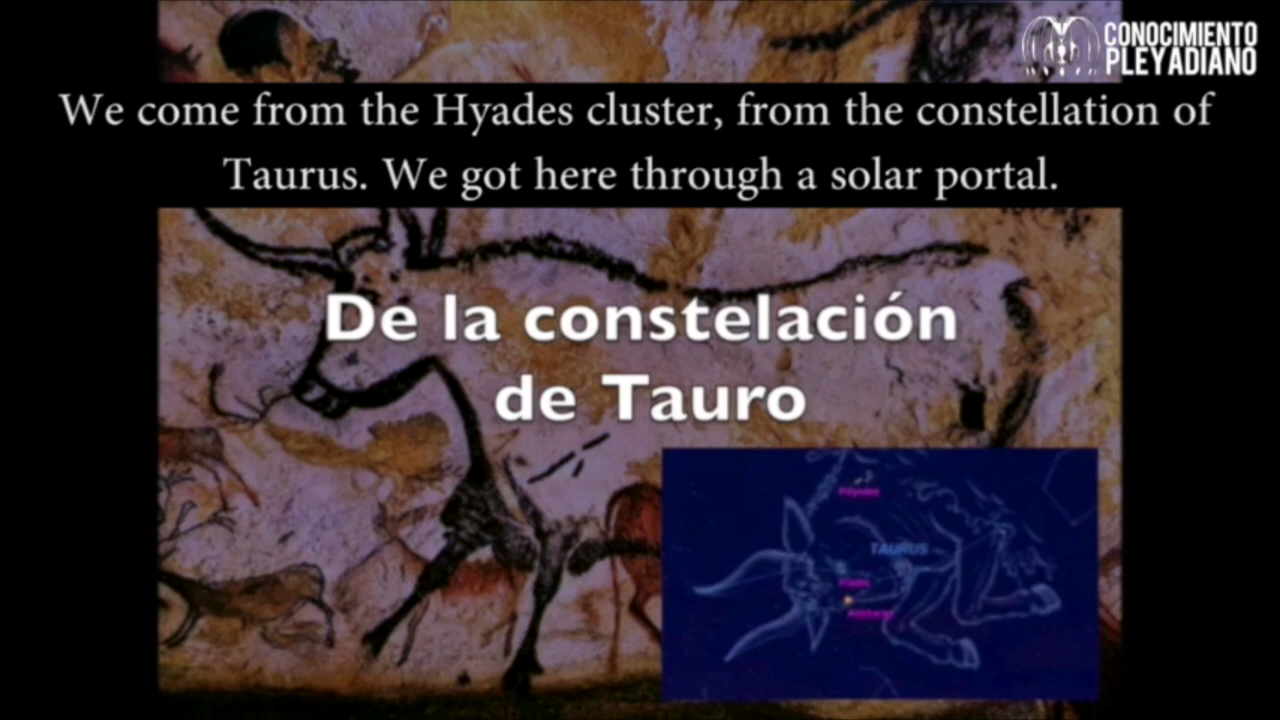 CONOCIMIENTO
PLEYADIANO
We come from the Hyades cluster, from the constellation of
Taurus. We got here through a solar portal.
De la constelación
de Tauro
TAURUS